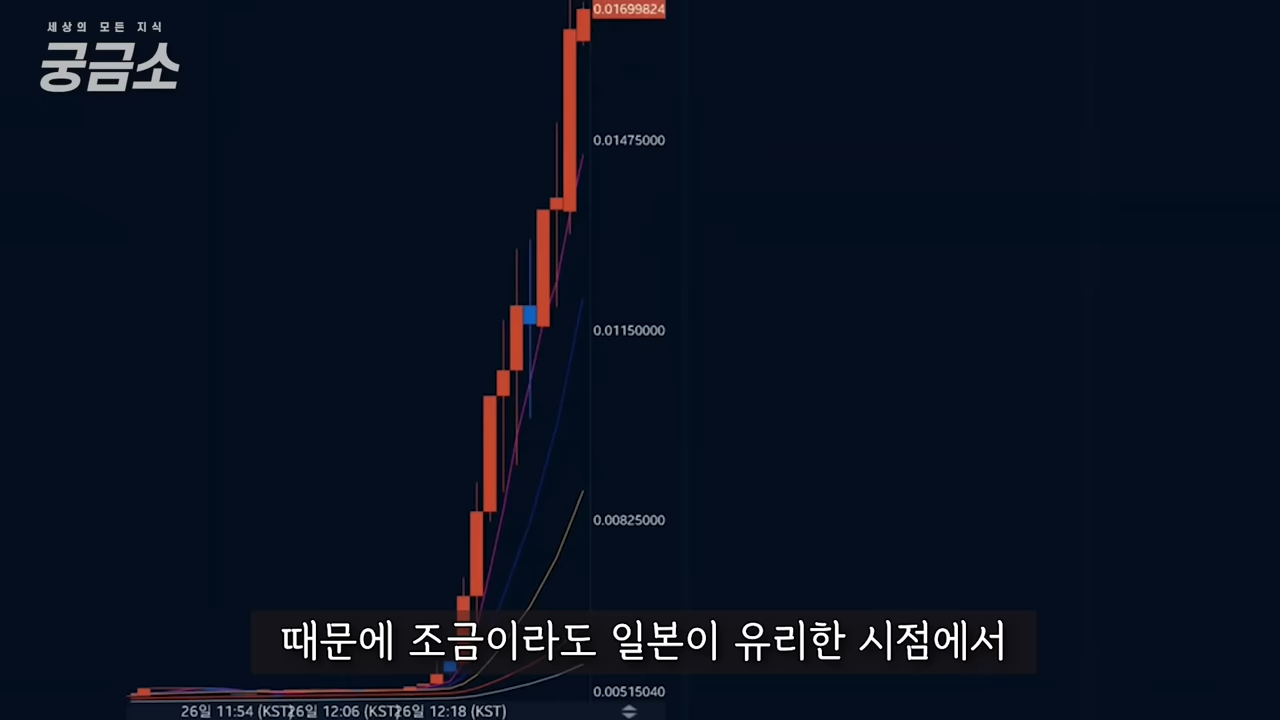 세상의 모든 지식
궁금소
0.01699824
0.01475000
0.01150000
0.00825000
때문에 조금이라도 일본이 유리한 시점에서
0.00515040
26일 11:54 (KST)
26일 12:06 (KST)
26일 12:18 (KST)